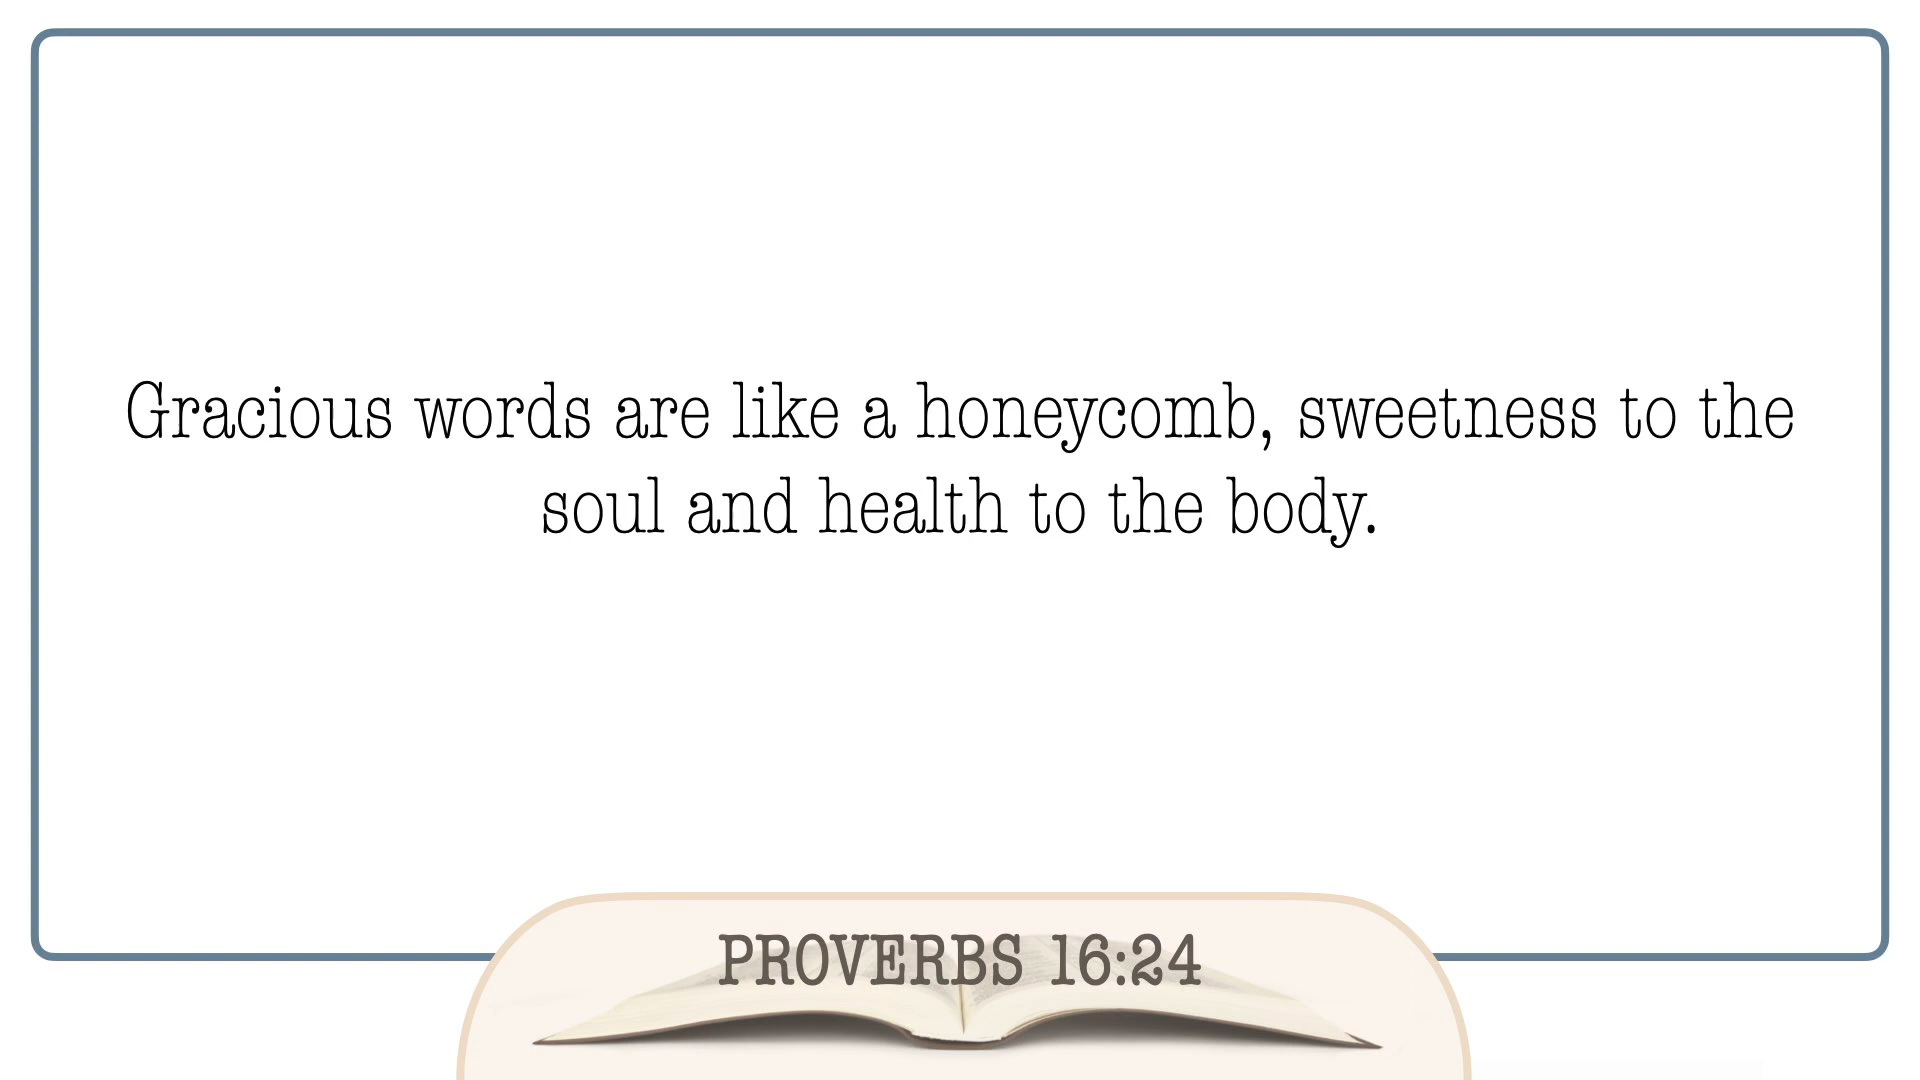 Gracious words are like a honeycomb, sweetness to the
soul and health to the body.
PROVERBS 16:24